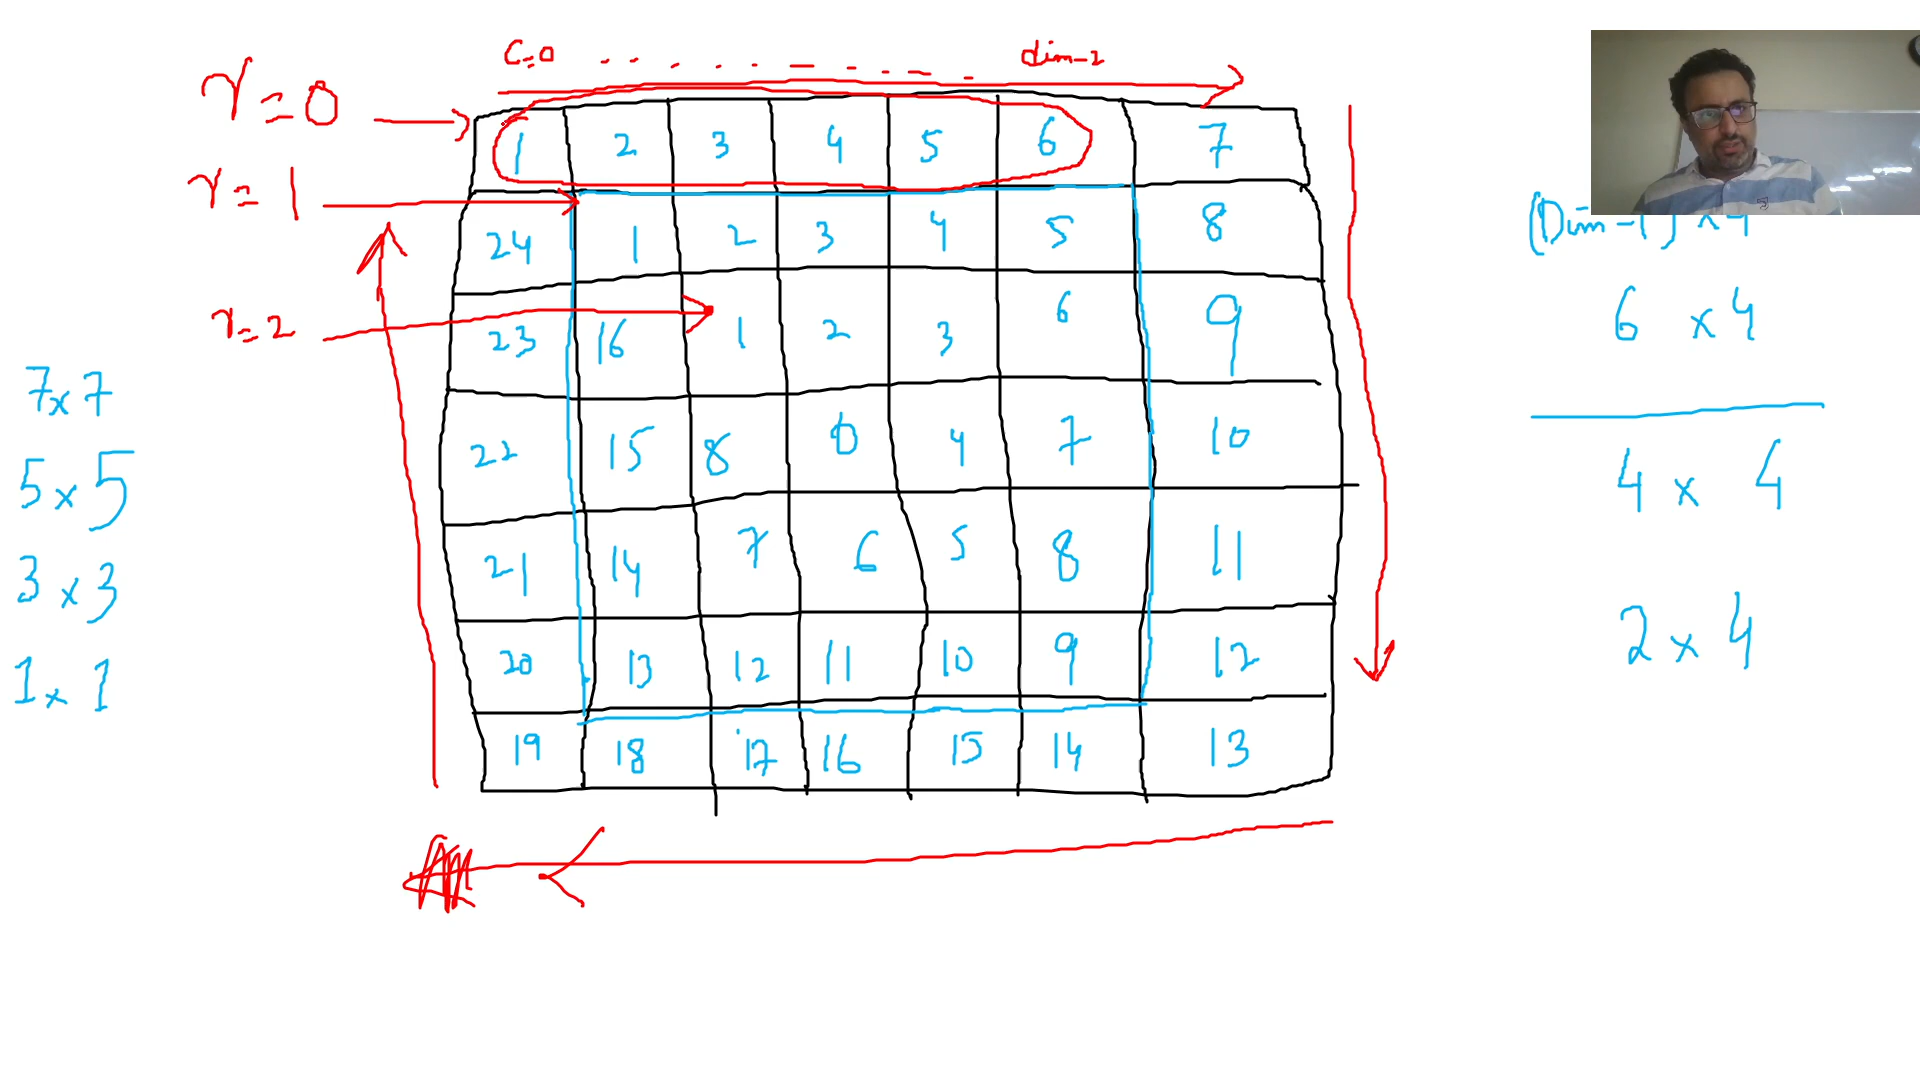 c=0 . . . . . - - - - - dim-2
r=0
1 2 3 4 5 6 7
r=1
24 1 2 3 4 5 8
r=2
23 16 1 2 3 6 9
22 15 8 0 4 7 10
21 14 7 6 5 8 11
20 13 12 11 10 9 12
19 18 17 16 15 14 13
7x7
5x5
3x3
1x1
(Dim-1)x4
6 x 4
4 x 4
2 x 4